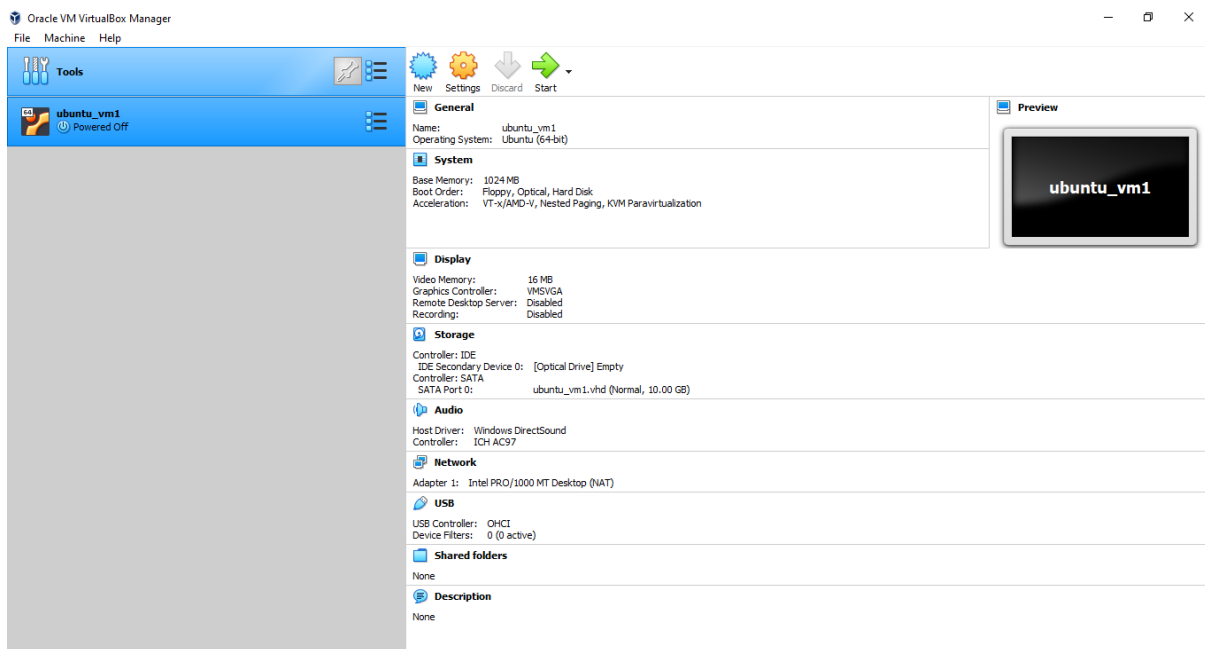 Oracle VM VirtualBox Manager
File Machine Help
Tools
64
ubuntu_vm1
Powered Off
New Settings Discard Start
General
Name: ubuntu_vm1
Operating System: Ubuntu (64-bit)
Preview
ubuntu_vm1
System
Base Memory: 1024 MB
Boot Order: Floppy, Optical, Hard Disk
Acceleration: VT-x/AMD-V, Nested Paging, KVM Paravirtualization
Display
Video Memory: 16 MB
Graphics Controller: VMSVGA
Remote Desktop Server: Disabled
Recording: Disabled
Storage
Controller: IDE
IDE Secondary Device 0: [Optical Drive] Empty
Controller: SATA
SATA Port 0: ubuntu_vm1.vhd (Normal, 10.00 GB)
Audio
Host Driver: Windows DirectSound
Controller: ICH AC97
Network
Adapter 1: Intel PRO/1000 MT Desktop (NAT)
USB
USB Controller: OHCI
Device Filters: 0 (0 active)
Shared folders
None
Description
None